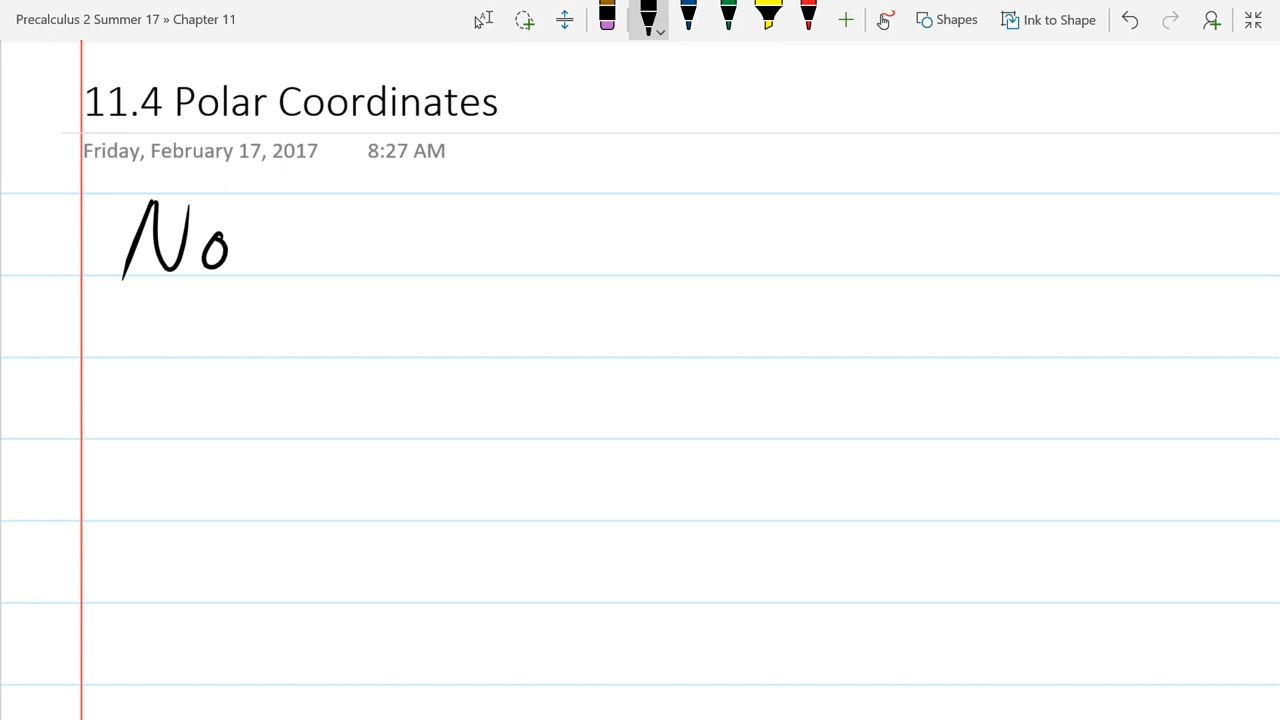 Precalculus 2 Summer 17 » Chapter 11
Shapes
Ink to Shape
11.4 Polar Coordinates
Friday, February 17, 2017 8:27 AM
No